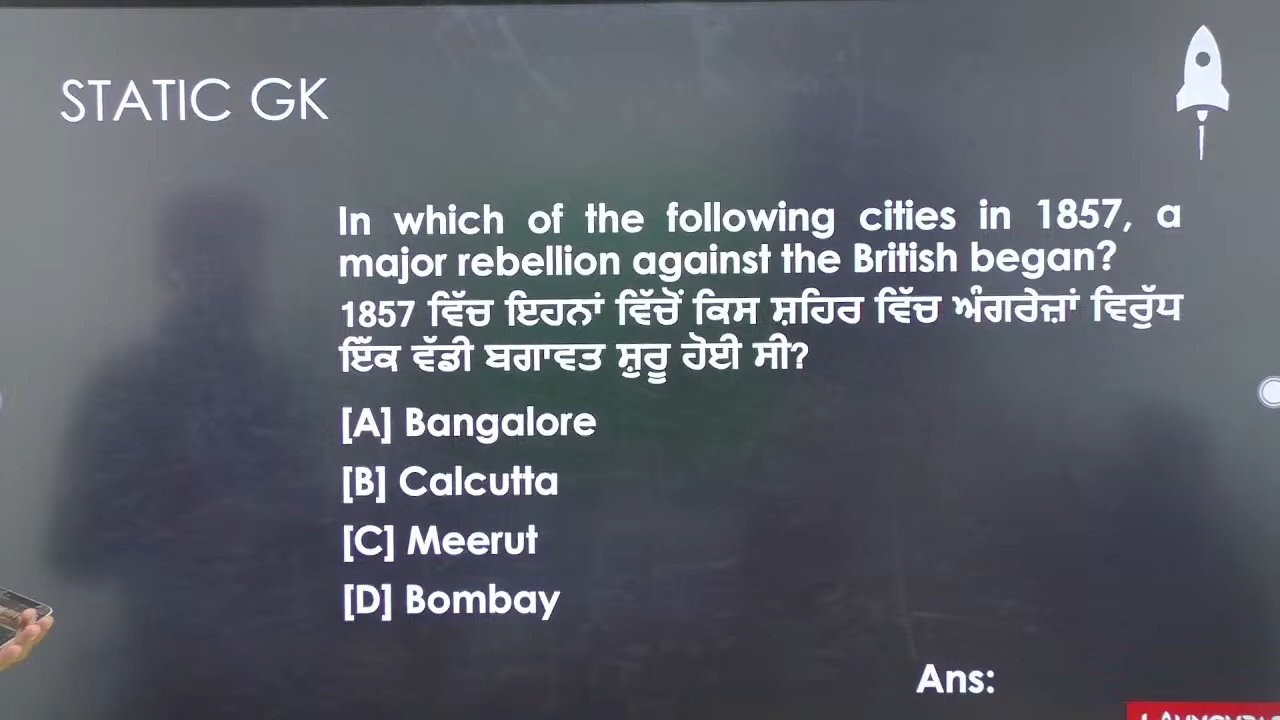 STATIC GK
In which of the following cities in 1857, a
major rebellion against the British began?
1857 ਵਿੱਚ ਇਹਨਾਂ ਵਿੱਚੋਂ ਕਿਸ ਸ਼ਹਿਰ ਵਿੱਚ ਅੰਗਰੇਜ਼ਾਂ ਵਿਰੁੱਧ
ਇੱਕ ਵੱਡੀ ਬਗਾਵਤ ਸ਼ੁਰੂ ਹੋਈ ਸੀ?
[A] Bangalore
[B] Calcutta
[C] Meerut
[D] Bombay
Ans: